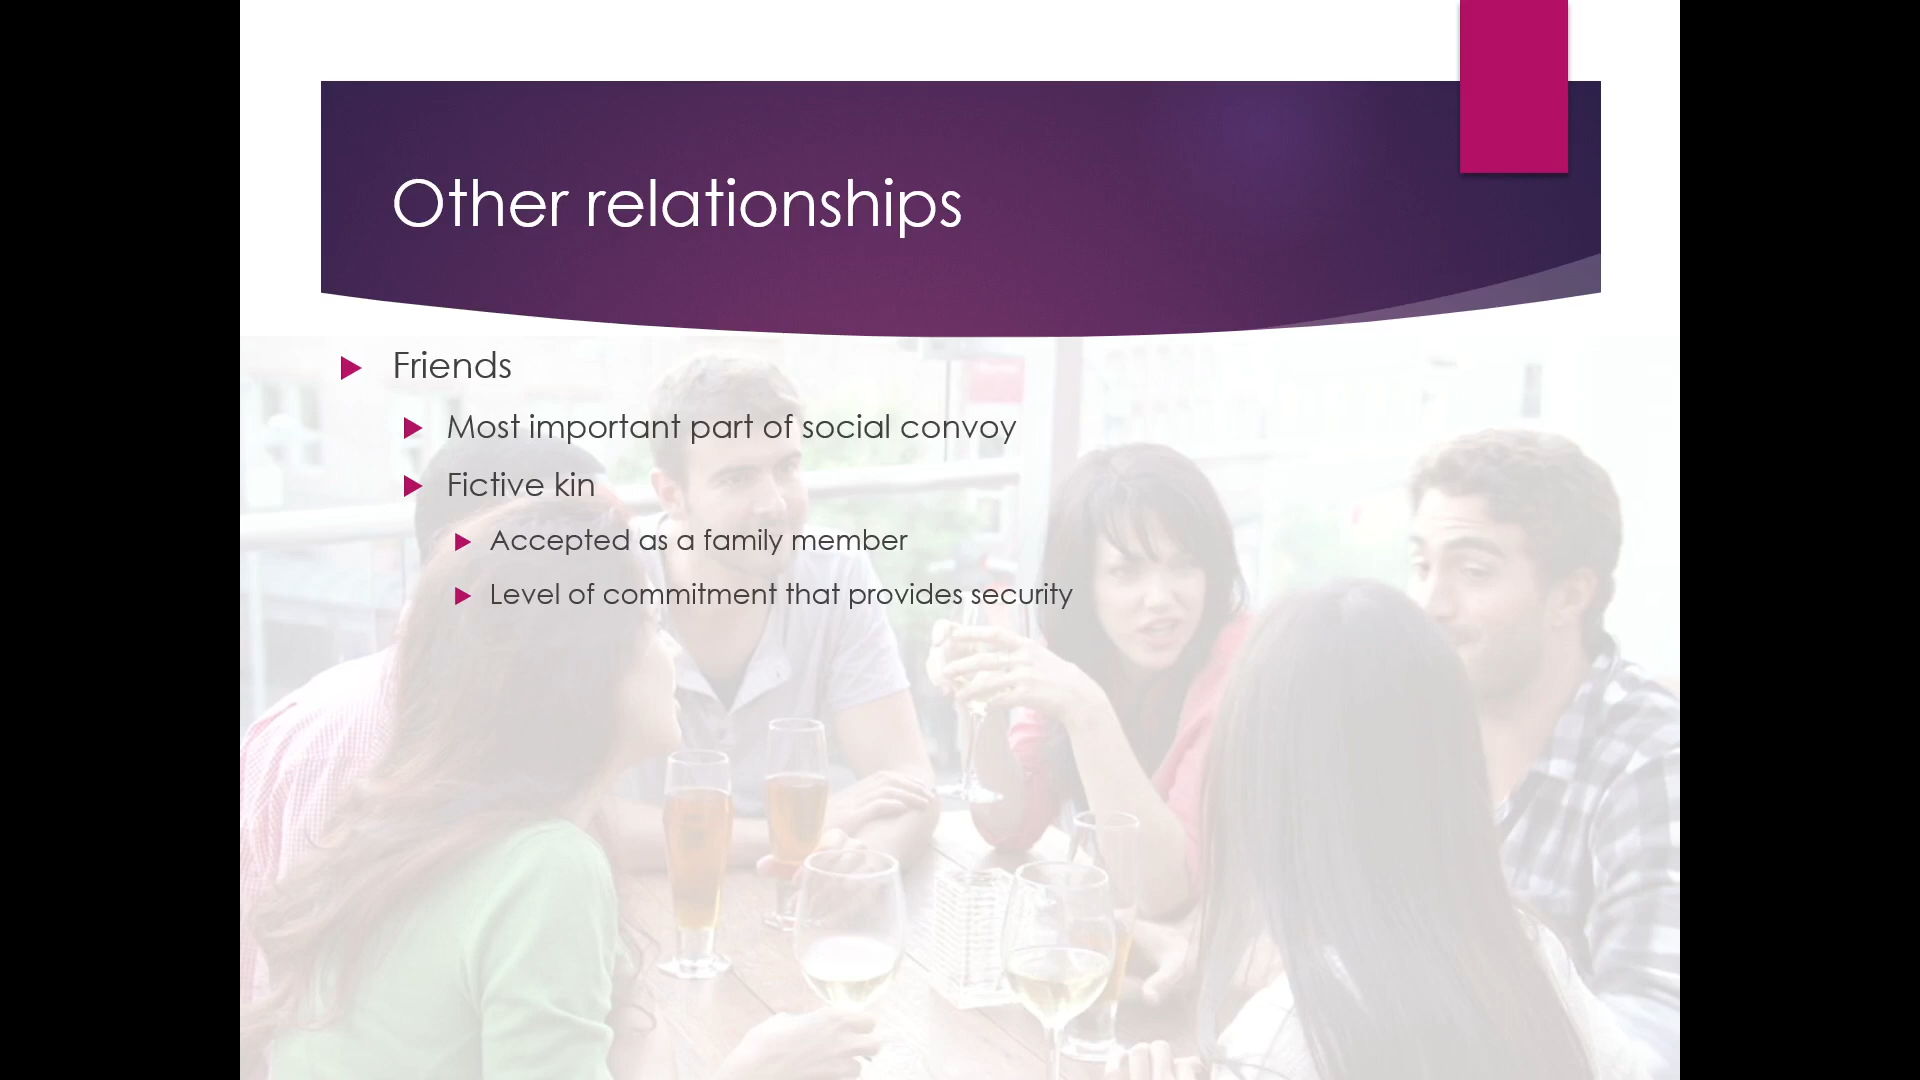 Other relationships
Friends
Most important part of social convoy
Fictive kin
Accepted as a family member
Level of commitment that provides security